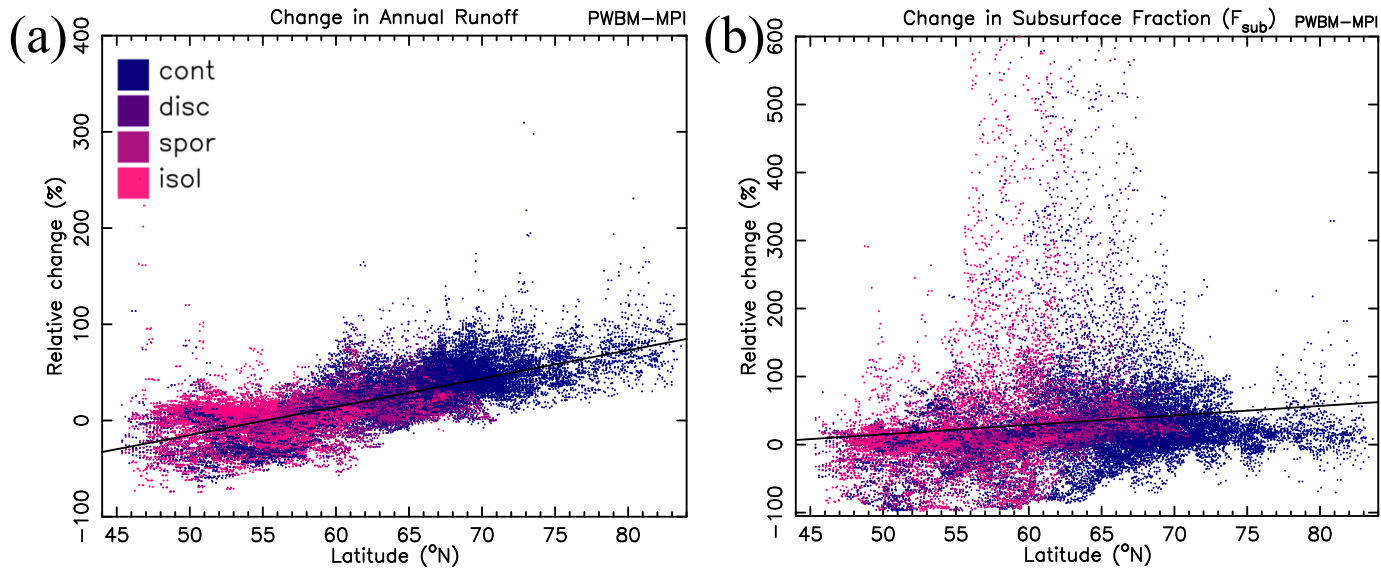 (a)
Change in Annual Runoff
PWBM−MPI
cont
disc
spor
isol
400
300
200
100
0
−100
Relative change (%)
45 50 55 60 65 70 75 80
Latitude (°N)
(b)
Change in Subsurface Fraction (Fsub)
PWBM−MPI
600
500
400
300
200
100
0
−100
Relative change (%)
45 50 55 60 65 70 75 80
Latitude (°N)